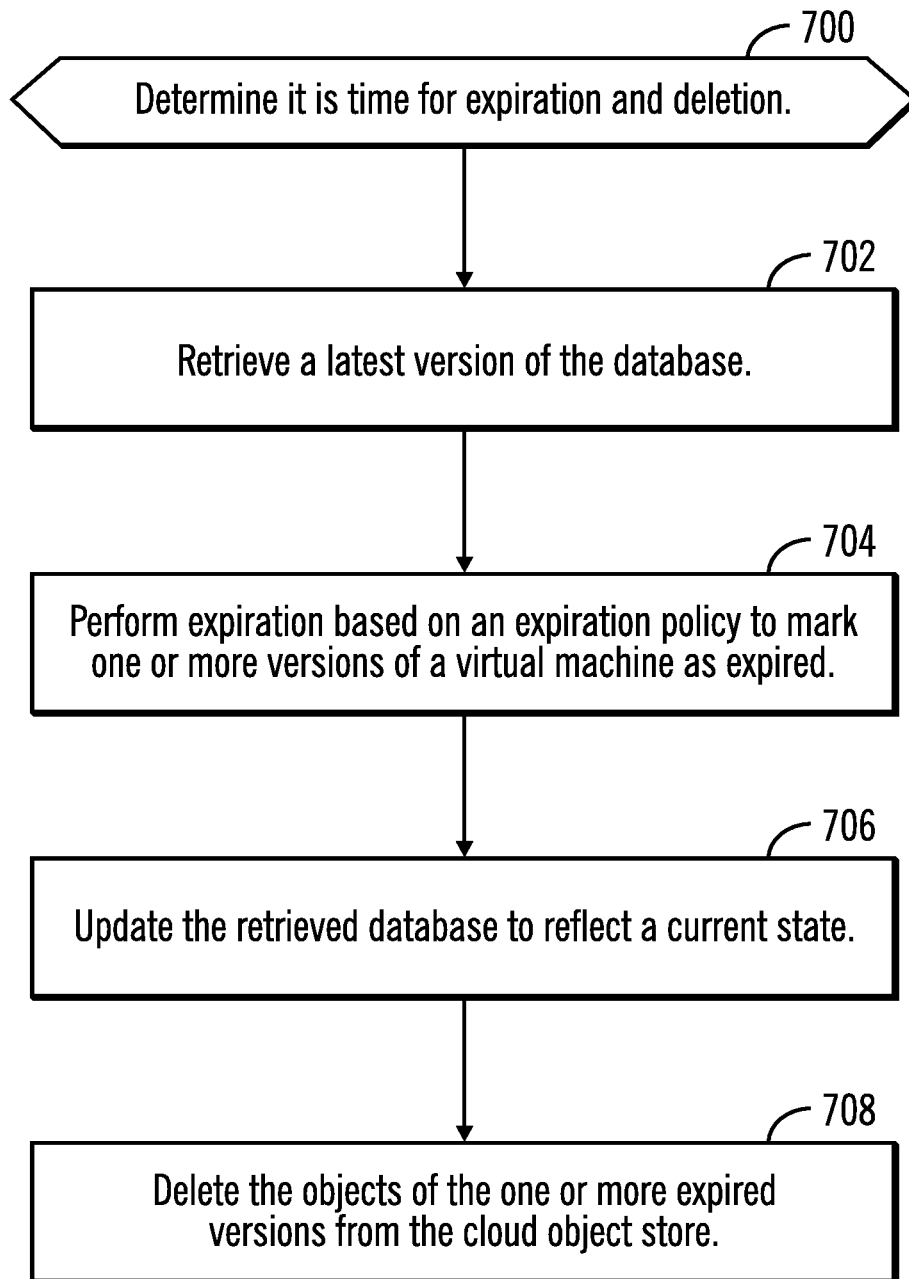 700
Determine it is time for expiration and deletion.
702
Retrieve a latest version of the database.
704
Perform expiration based on an expiration policy to mark
one or more versions of a virtual machine as expired.
706
Update the retrieved database to reflect a current state.
708
Delete the objects of the one or more expired
versions from the cloud object store.